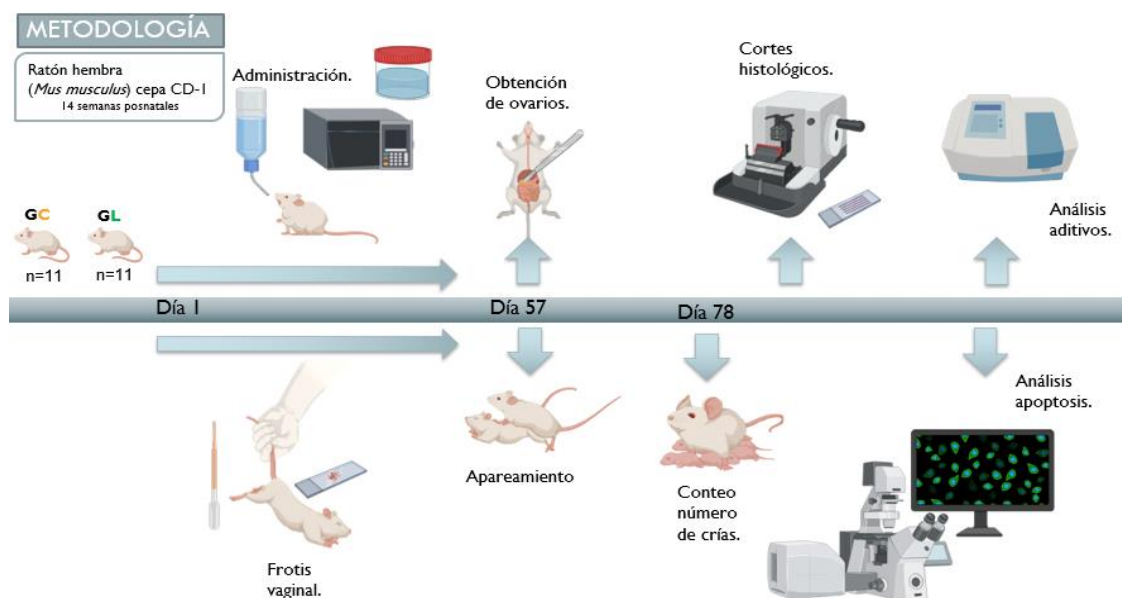 METODOLOGÍA
Ratón hembra
(Mus musculus) cepa CD-1
14 semanas posnatales
Administración.
Obtención
de ovarios.
Cortes
histológicos.
Análisis
aditivos.
GC
GL
n=11
n=11
Día 1
Día 57
Día 78
Frotis
vaginal.
Apareamiento
Conteo
número
de crías.
Análisis
apoptosis.